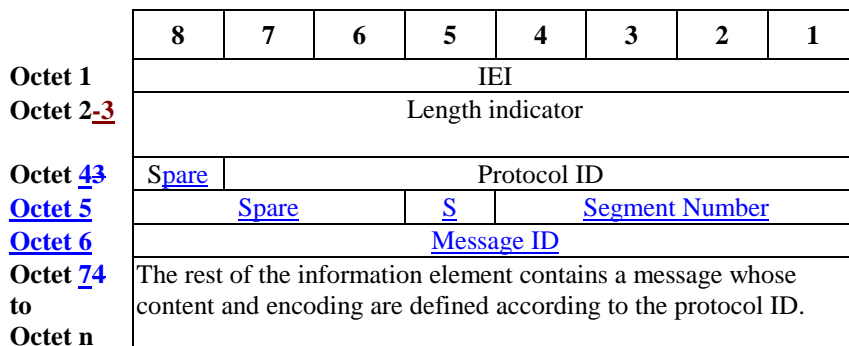 8 7 6 5 4 3 2 1
Octet 1 IEI
Octet 2-3 Length indicator
Octet 43 Spare Protocol ID
Octet 5 Spare S Segment Number
Octet 6 Message ID
Octet 74 The rest of the information element contains a message whose
to content and encoding are defined according to the protocol ID.
Octet n